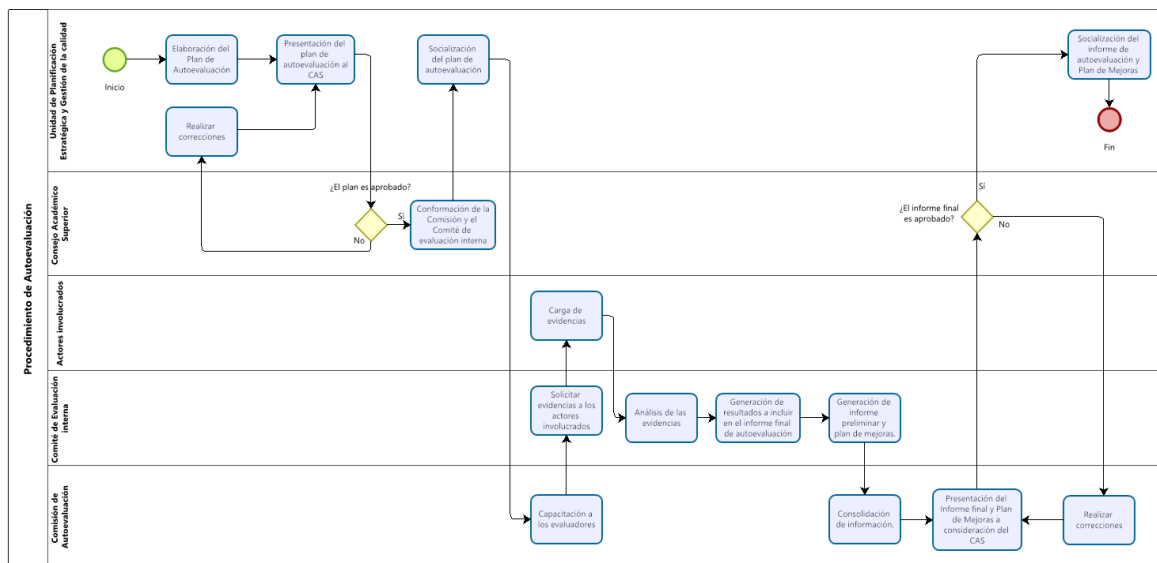 Procedimiento de Autoevaluación
Unidad de Planificación
Estratégica y Gestión de la calidad
Inicio
Elaboración del
Plan de
Autoevaluación
Presentación del
plan de
autoevaluación al
CAS
Realizar
correcciones
Socialización
del plan de
autoevaluación
Socialización del
informe de
autoevaluación y
Plan de Mejoras
Fin
Consejo Académico
Superior
¿El plan es aprobado?
Sí
No
Conformación de la
Comisión y el
Comité de
evaluación interna
¿El informe final
es aprobado?
Sí
No
Actores involucrados
Carga de
evidencias
Comité de Evaluación
interna
Solicitar
evidencias a los
actores
involucrados
Análisis de las
evidencias
Generación de
resultados a incluir
en el informe final
de autoevaluación
Generación de
informe
preliminar y
plan de mejoras.
Comisión de
Autoevaluación
Capacitación a
los evaluadores
Consolidación
de información.
Presentación del
Informe final y Plan
de Mejoras a
consideración del
CAS
Realizar
correcciones